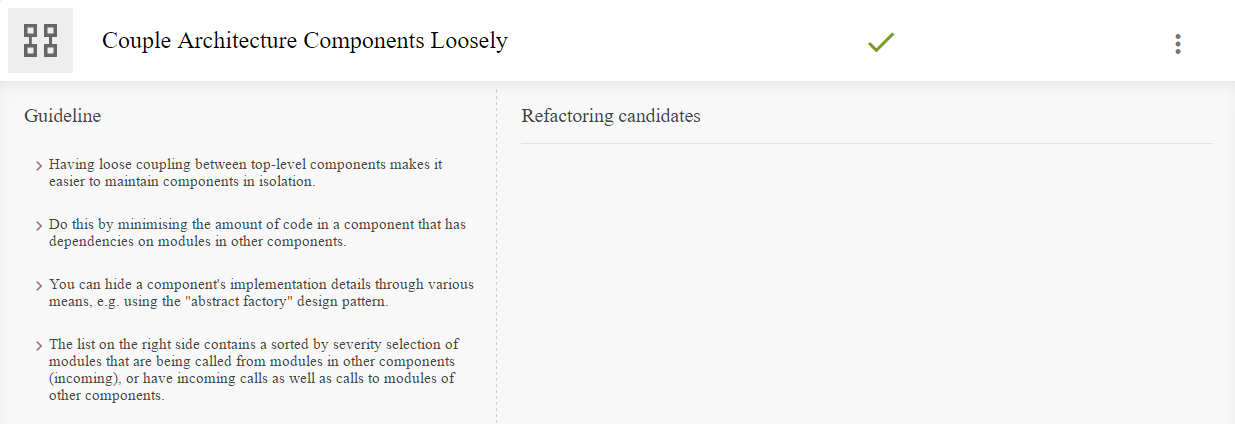 Couple Architecture Components Loosely
Guideline
Having loose coupling between top-level components makes it
easier to maintain components in isolation.
Do this by minimising the amount of code in a component that has
dependencies on modules in other components.
You can hide a component's implementation details through various
means, e.g. using the "abstract factory" design pattern.
The list on the right side contains a sorted by severity selection of
modules that are being called from modules in other components
(incoming), or have incoming calls as well as calls to modules of
other components.
Refactoring candidates